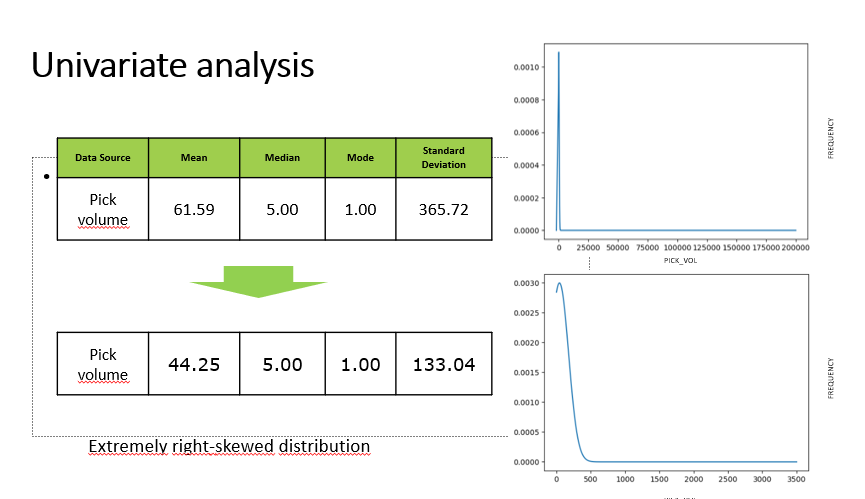 Univariate analysis
Data Source Mean Median Mode Standard Deviation
Pick volume 61.59 5.00 1.00 365.72
Pick volume 44.25 5.00 1.00 133.04
Extremely right-skewed distribution
0.0010
0.0008
0.0006
0.0004
0.0002
0.0000
0 25000 50000 75000 100000 125000 150000 175000 200000
PICK_VOL
FREQUENCY
0.0030
0.0025
0.0020
0.0015
0.0010
0.0005
0.0000
0 500 1000 1500 2000 2500 3000 3500
FREQUENCY